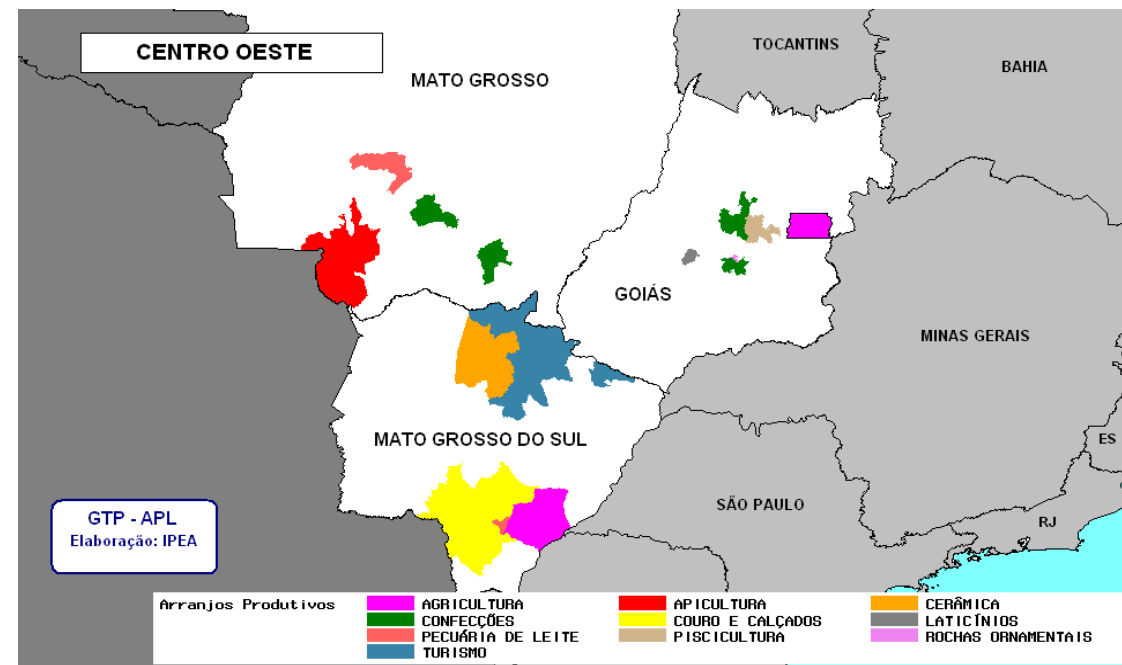 CENTRO OESTE
TOCANTINS
BAHIA
MATO GROSSO
GOIÁS
MINAS GERAIS
MATO GROSSO DO SUL
ES
SÃO PAULO
RJ
GTP - APL
Elaboração: IPEA
Arranjos Produtivos
AGRICULTURA
APICULTURA
CERÂMICA
CONFECÇÕES
COURO E CALÇADOS
LATICÍNIOS
PECUÁRIA DE LEITE
PISCICULTURA
ROCHAS ORNAMENTAIS
TURISMO